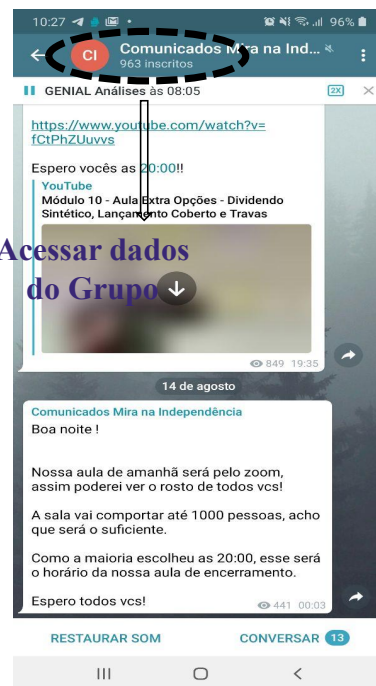 10:27
96%
CI
Comunicados Mira na Ind...
963 inscritos
GENIAL Análises às 08:05
2X
https://www.youtube.com/watch?v=
fCtPhZUuvvs
Espero vocês as 20:00!!
YouTube
Módulo 10 - Aula Extra Opções - Dividendo
Sintético, Lançamento Coberto e Travas
Acessar dados
do Grupo
849 19:35
14 de agosto
Comunicados Mira na Independência
Boa noite !
Nossa aula de amanhã será pelo zoom,
assim poderei ver o rosto de todos vcs!
A sala vai comportar até 1000 pessoas, acho
que será o suficiente.
Como a maioria escolheu as 20:00, esse será
o horário da nossa aula de encerramento.
Espero todos vcs!
441 00:03
RESTAURAR SOM
CONVERSAR 13